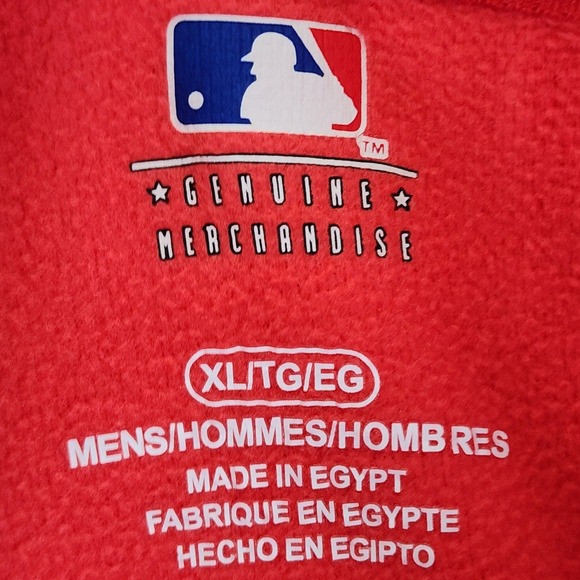 TM
GENUINE
MERCHANDISE
XL/TG/EG
MENS/HOMMES/HOMBRES
MADE IN EGYPT
FABRIQUE EN EGYPTE
HECHO EN EGIPTO